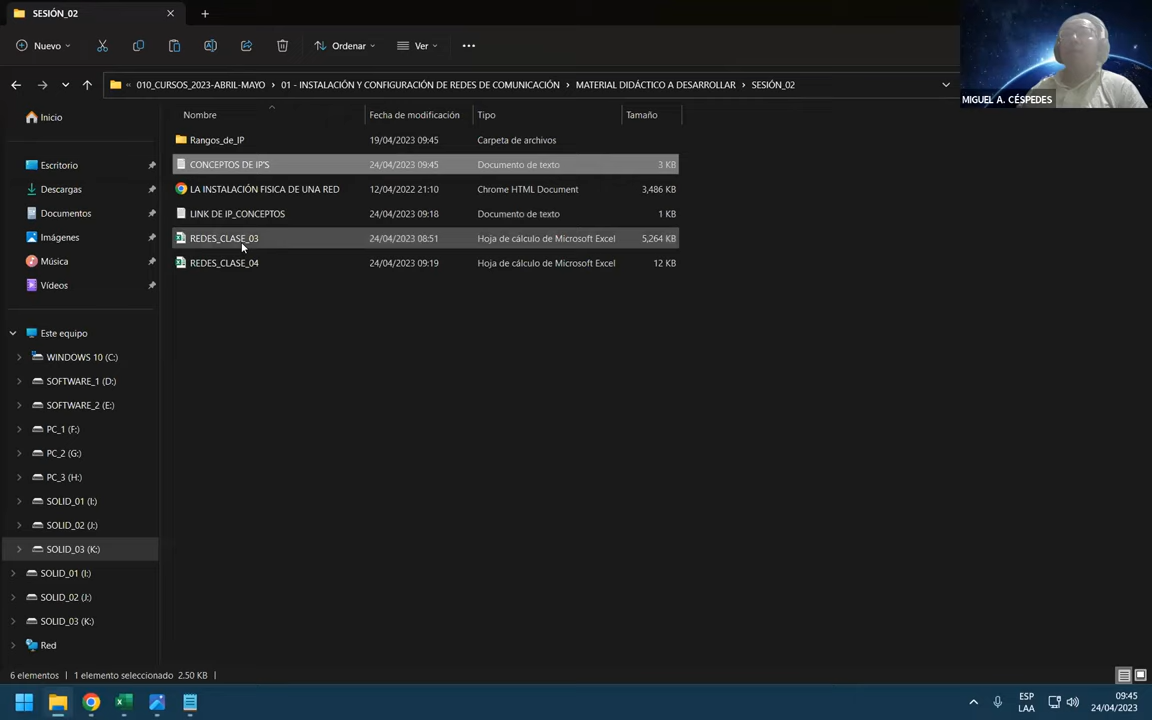 SESIÓN_02
Nuevo
Ordenar
Ver
MIGUEL A. CÉSPEDES
010_CURSOS_2023-ABRIL-MAYO > 01 - INSTALACIÓN Y CONFIGURACIÓN DE REDES DE COMUNICACIÓN > MATERIAL DIDÁCTICO A DESARROLLAR > SESIÓN_02
Nombre Fecha de modificación Tipo Tamaño
Inicio
Escritorio
Descargas
Documentos
Imágenes
Música
Vídeos
Este equipo
WINDOWS 10 (C:)
SOFTWARE_1 (D:)
SOFTWARE_2 (E:)
PC_1 (F:)
PC_2 (G:)
PC_3 (H:)
SOLID_01 (I:)
SOLID_02 (J:)
SOLID_03 (K:)
SOLID_01 (I:)
SOLID_02 (J:)
SOLID_03 (K:)
Red
Rangos_de_IP 19/04/2023 09:45 Carpeta de archivos
CONCEPTOS DE IP'S 24/04/2023 09:45 Documento de texto 3 KB
LA INSTALACIÓN FISICA DE UNA RED 12/04/2022 21:10 Chrome HTML Document 3,486 KB
LINK DE IP_CONCEPTOS 24/04/2023 09:18 Documento de texto 1 KB
REDES_CLASE_03 24/04/2023 08:51 Hoja de cálculo de Microsoft Excel 5,264 KB
REDES_CLASE_04 24/04/2023 09:19 Hoja de cálculo de Microsoft Excel 12 KB
6 elementos 1 elemento seleccionado 2.50 KB
ESP
LAA
09:45
24/04/2023